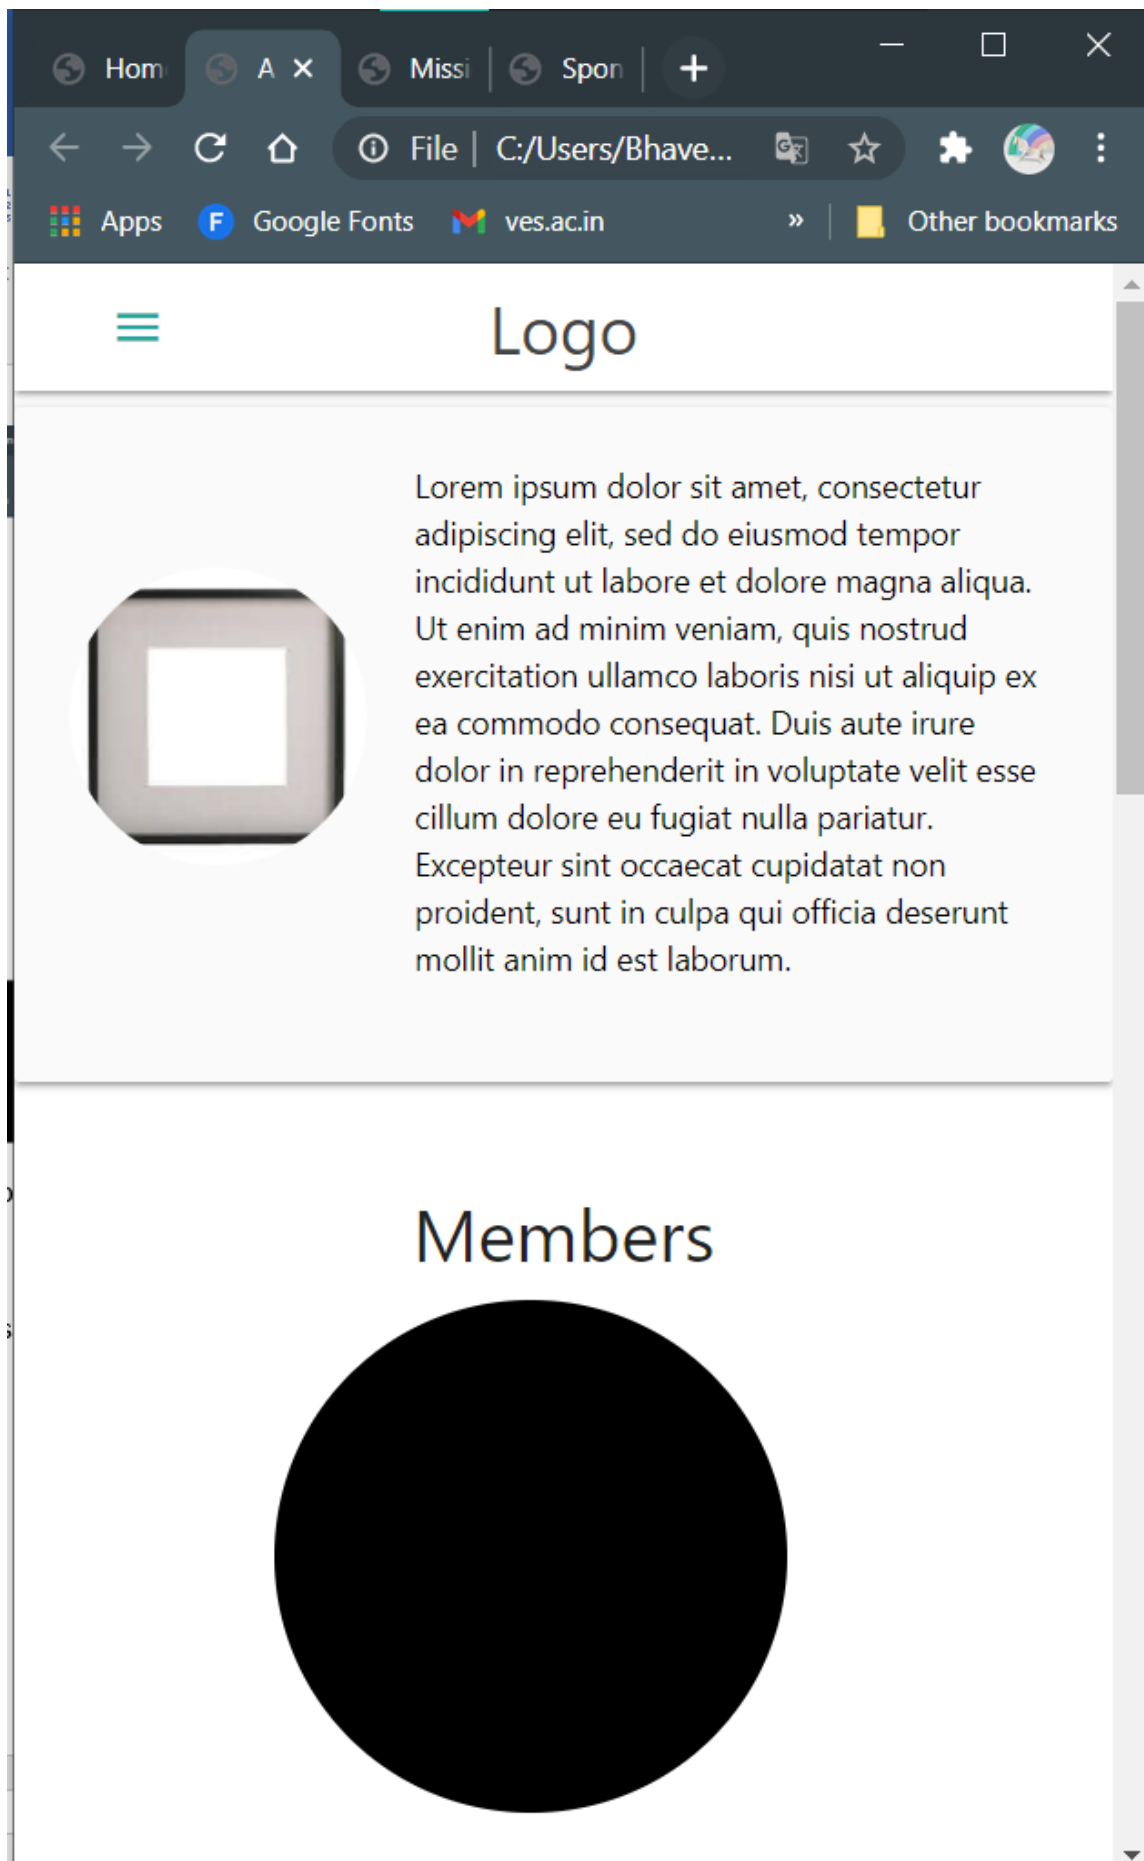 Hom
A
Missi
Spon
File | C:/Users/Bhave...
Apps
Google Fonts
ves.ac.in
»
Other bookmarks
Logo
Lorem ipsum dolor sit amet, consectetur
adipiscing elit, sed do eiusmod tempor
incididunt ut labore et dolore magna aliqua.
Ut enim ad minim veniam, quis nostrud
exercitation ullamco laboris nisi ut aliquip ex
ea commodo consequat. Duis aute irure
dolor in reprehenderit in voluptate velit esse
cillum dolore eu fugiat nulla pariatur.
Excepteur sint occaecat cupidatat non
proident, sunt in culpa qui officia deserunt
mollit anim id est laborum.
Members